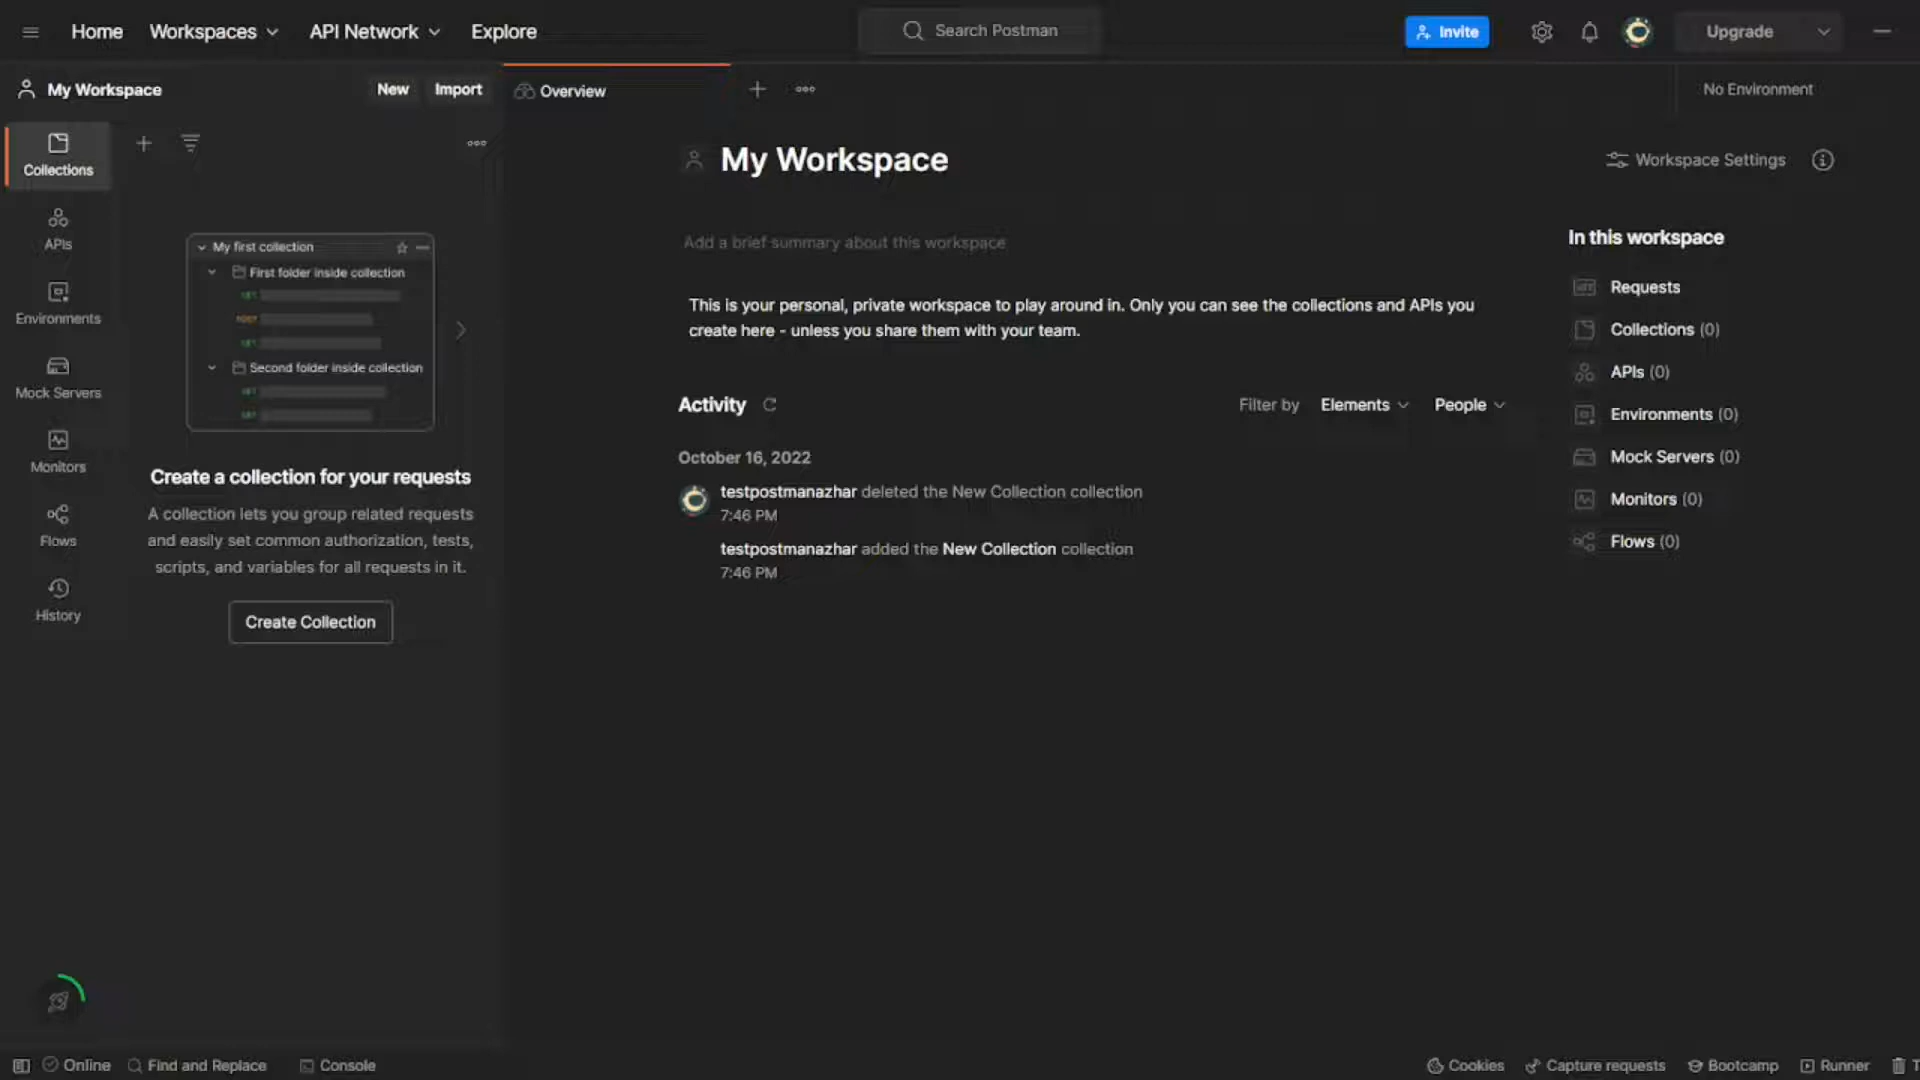 Home
Workspaces
API Network
Explore
Search Postman
Invite
Upgrade
My Workspace
New
Import
Overview
No Environment
Collections
APIs
Environments
Mock Servers
Monitors
Flows
History
My first collection
First folder inside collection
GET
POST
GET
Second folder inside collection
GET
GET
Create a collection for your requests
A collection lets you group related requests
and easily set common authorization, tests,
scripts, and variables for all requests in it.
Create Collection
My Workspace
Workspace Settings
Add a brief summary about this workspace
This is your personal, private workspace to play around in. Only you can see the collections and APIs you
create here - unless you share them with your team.
Activity
Filter by
Elements
People
October 16, 2022
testpostmanazhar deleted the New Collection collection
7:46 PM
testpostmanazhar added the New Collection collection
7:46 PM
In this workspace
Requests
Collections (0)
APIs (0)
Environments (0)
Mock Servers (0)
Monitors (0)
Flows (0)
Online
Find and Replace
Console
Cookies
Capture requests
Bootcamp
Runner
T